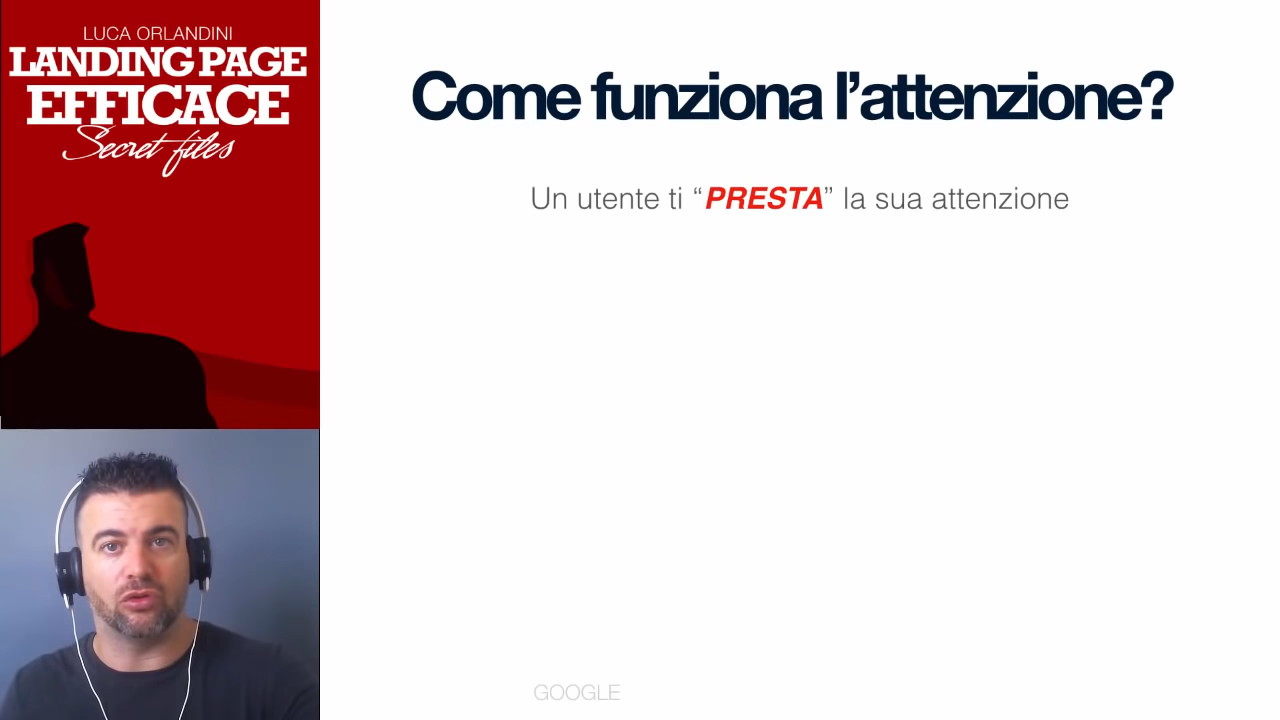 LUCA ORLANDINI
LANDING PAGE
EFFICACE
Secret files
Come funziona l’attenzione?
Un utente ti “PRESTA” la sua attenzione
GOOGLE